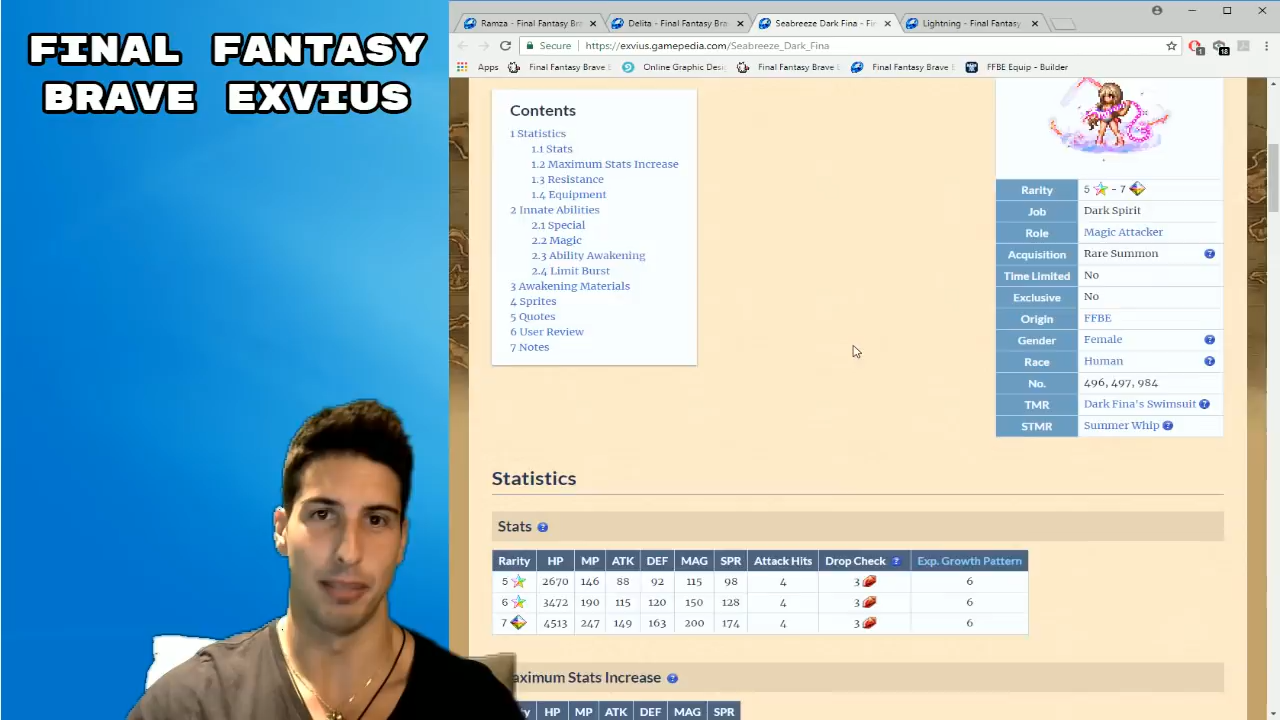 FINAL FANTASY
BRAVE EXVIUS
Ramza - Final Fantasy Bra
Delita - Final Fantasy Brav
Seabreeze Dark Fina - Fin
Lightning - Final Fantasy
Secure
https://exvius.gamepedia.com/Seabreeze_Dark_Fina
Apps
Final Fantasy Brave E
Online Graphic Desi
Final Fantasy Brave E
Final Fantasy Brave E
FFBE Equip - Builder
Contents
1 Statistics
1.1 Stats
1.2 Maximum Stats Increase
1.3 Resistance
1.4 Equipment
2 Innate Abilities
2.1 Special
2.2 Magic
2.3 Ability Awakening
2.4 Limit Burst
3 Awakening Materials
4 Sprites
5 Quotes
6 User Review
7 Notes
Rarity 5 - 7
Job Dark Spirit
Role Magic Attacker
Acquisition Rare Summon
Time Limited No
Exclusive No
Origin FFBE
Gender Female
Race Human
No. 496, 497, 984
TMR Dark Fina's Swimsuit
STMR Summer Whip
Statistics
Stats
Rarity HP MP ATK DEF MAG SPR Attack Hits Drop Check Exp. Growth Pattern
5 2670 146 88 92 115 98 4 3 6
6 3472 190 115 120 150 128 4 3 6
7 4513 247 149 163 200 174 4 3 6
aximum Stats Increase
HP MP ATK DEF MAG SPR